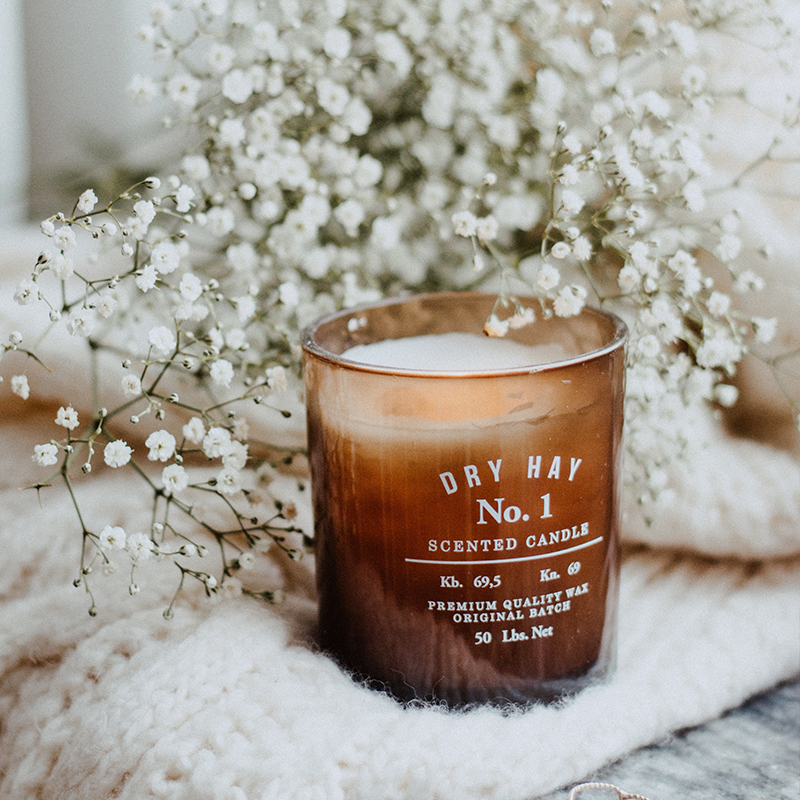 DRY HAY
No. 1
SCENTED CANDLE
Kb. 69,5 Kn. 69
PREMIUM QUALITY WAX
ORIGINAL BATCH
50 Lbs. Net